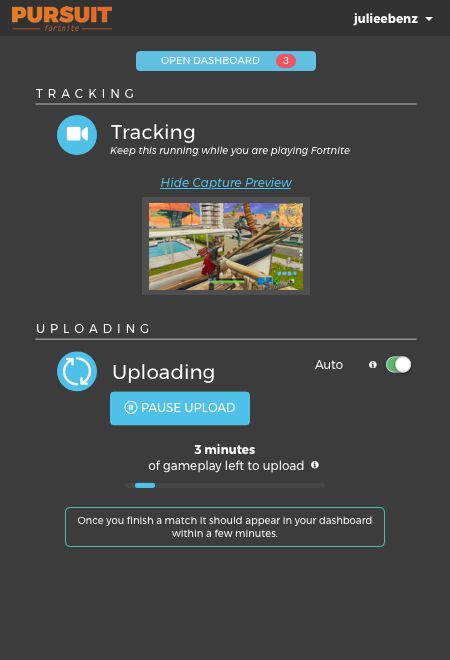 PURSUIT
fortnite
julieebenz
OPEN DASHBOARD 3
TRACKING
Tracking
Keep this running while you are playing Fortnite
Hide Capture Preview
UPLOADING
Uploading
Auto
PAUSE UPLOAD
3 minutes
of gameplay left to upload
Once you finish a match it should appear in your dashboard
within a few minutes.